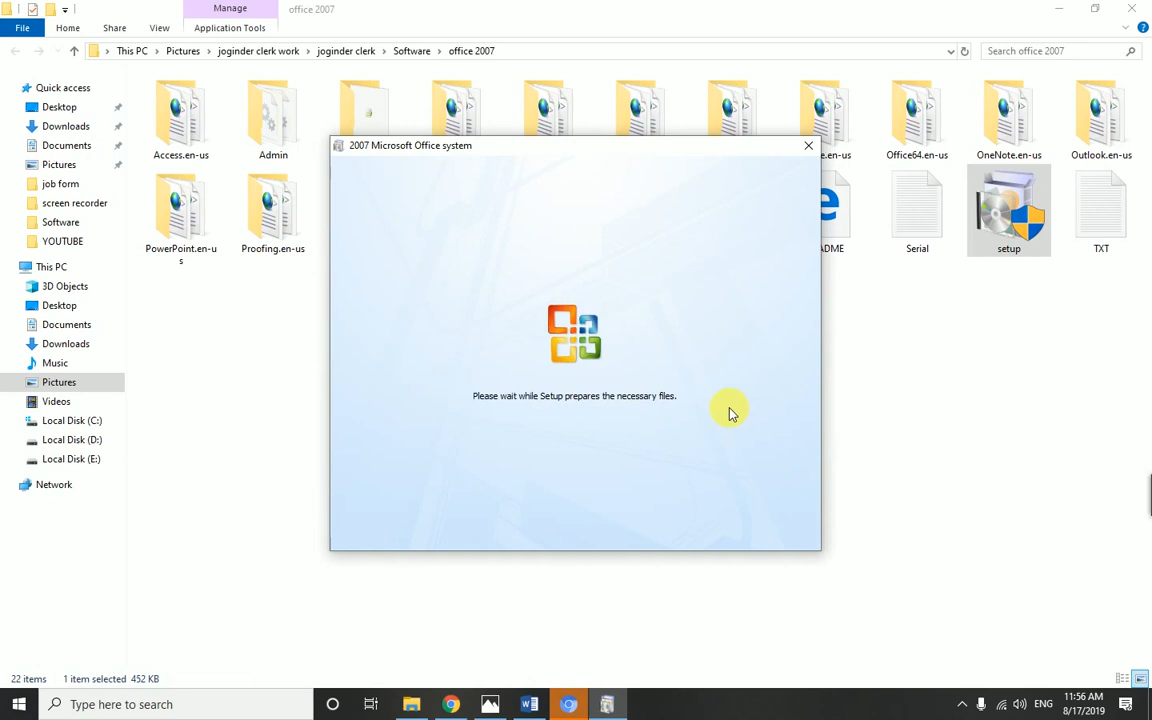 Manage
office 2007
File
Home
Share
View
Application Tools
This PC
Pictures
joginder clerk work
joginder clerk
Software
office 2007
Search office 2007
Quick access
Desktop
Downloads
Documents
Pictures
job form
screen recorder
Software
YOUTUBE
This PC
3D Objects
Desktop
Documents
Downloads
Music
Pictures
Videos
Local Disk (C:)
Local Disk (D:)
Local Disk (E:)
Network
Access.en-us
Admin
e.en-us
Office64.en-us
OneNote.en-us
Outlook.en-us
PowerPoint.en-u
s
Proofing.en-us
DME
Serial
setup
TXT
2007 Microsoft Office system
Please wait while Setup prepares the necessary files.
22 items
1 item selected 452 KB
Type here to search
ENG
11:56 AM
8/17/2019